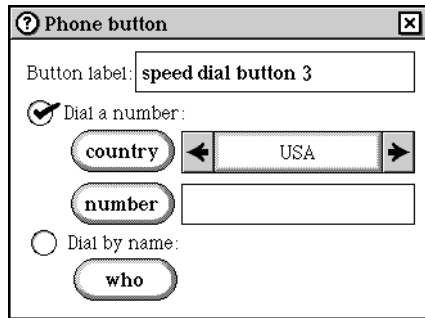 Phone button
Button label: speed dial button 3
Dial a number:
country USA
number
Dial by name:
who